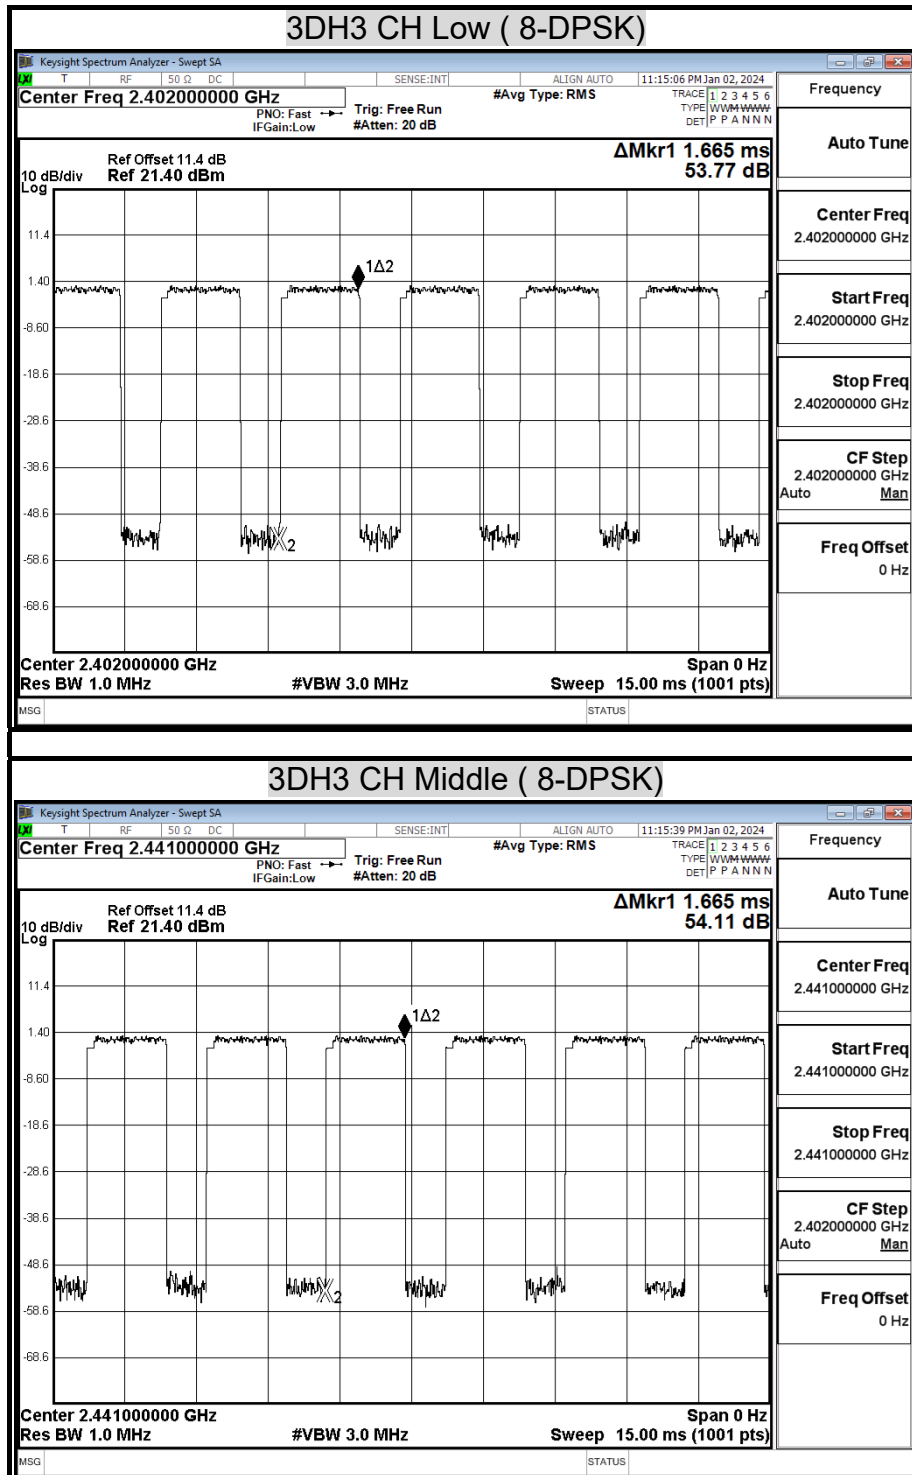 3DH3 CH Low ( 8-DPSK)
Keysight Spectrum Analyzer - Swept SA
LXI T RF 50 Ω DC SENSE:INT ALIGN AUTO 11:15:06 PM Jan 02, 2024
Center Freq 2.402000000 GHz
PNO: Fast
IFGain:Low
Trig: Free Run
#Atten: 20 dB
#Avg Type: RMS
TRACE 1 2 3 4 5 6
TYPE WWMWWWW
DET P P A N N N
Frequency
Auto Tune
Center Freq
2.402000000 GHz
Start Freq
2.402000000 GHz
Stop Freq
2.402000000 GHz
CF Step
2.402000000 GHz
Auto Man
Freq Offset
0 Hz
ΔMkr1 1.665 ms
53.77 dB
Ref Offset 11.4 dB
10 dB/div Ref 21.40 dBm
Log
11.4
1.40
-8.60
-18.6
-28.6
-38.6
-48.6
-58.6
-68.6
1Δ2
2
Center 2.402000000 GHz Span 0 Hz
Res BW 1.0 MHz #VBW 3.0 MHz Sweep 15.00 ms (1001 pts)
MSG STATUS
3DH3 CH Middle ( 8-DPSK)
Keysight Spectrum Analyzer - Swept SA
LXI T RF 50 Ω DC SENSE:INT ALIGN AUTO 11:15:39 PM Jan 02, 2024
Center Freq 2.441000000 GHz
PNO: Fast
IFGain:Low
Trig: Free Run
#Atten: 20 dB
#Avg Type: RMS
TRACE 1 2 3 4 5 6
TYPE WWMWWWW
DET P P A N N N
Frequency
Auto Tune
Center Freq
2.441000000 GHz
Start Freq
2.441000000 GHz
Stop Freq
2.441000000 GHz
CF Step
2.402000000 GHz
Auto Man
Freq Offset
0 Hz
ΔMkr1 1.665 ms
54.11 dB
Ref Offset 11.4 dB
10 dB/div Ref 21.40 dBm
Log
11.4
1.40
-8.60
-18.6
-28.6
-38.6
-48.6
-58.6
-68.6
1Δ2
2
Center 2.441000000 GHz Span 0 Hz
Res BW 1.0 MHz #VBW 3.0 MHz Sweep 15.00 ms (1001 pts)
MSG STATUS